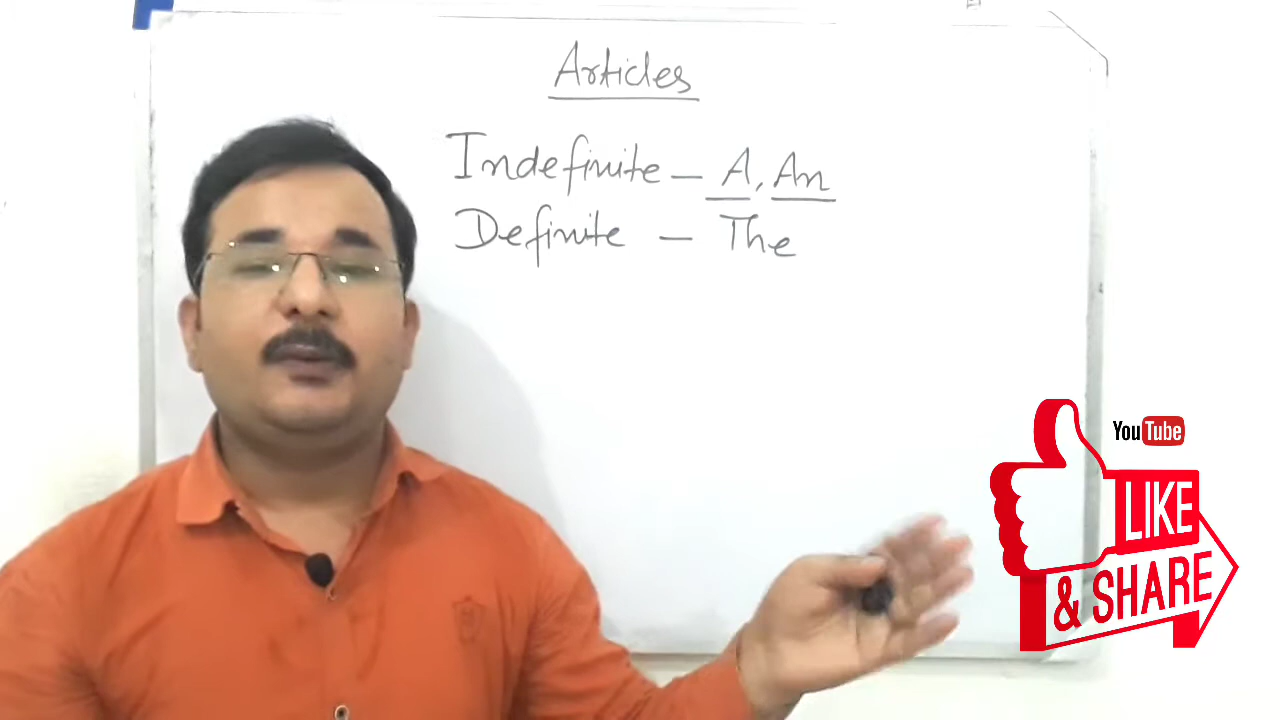 Articles
Indefinite – A, An
Definite – The
YouTube
LIKE
& SHARE